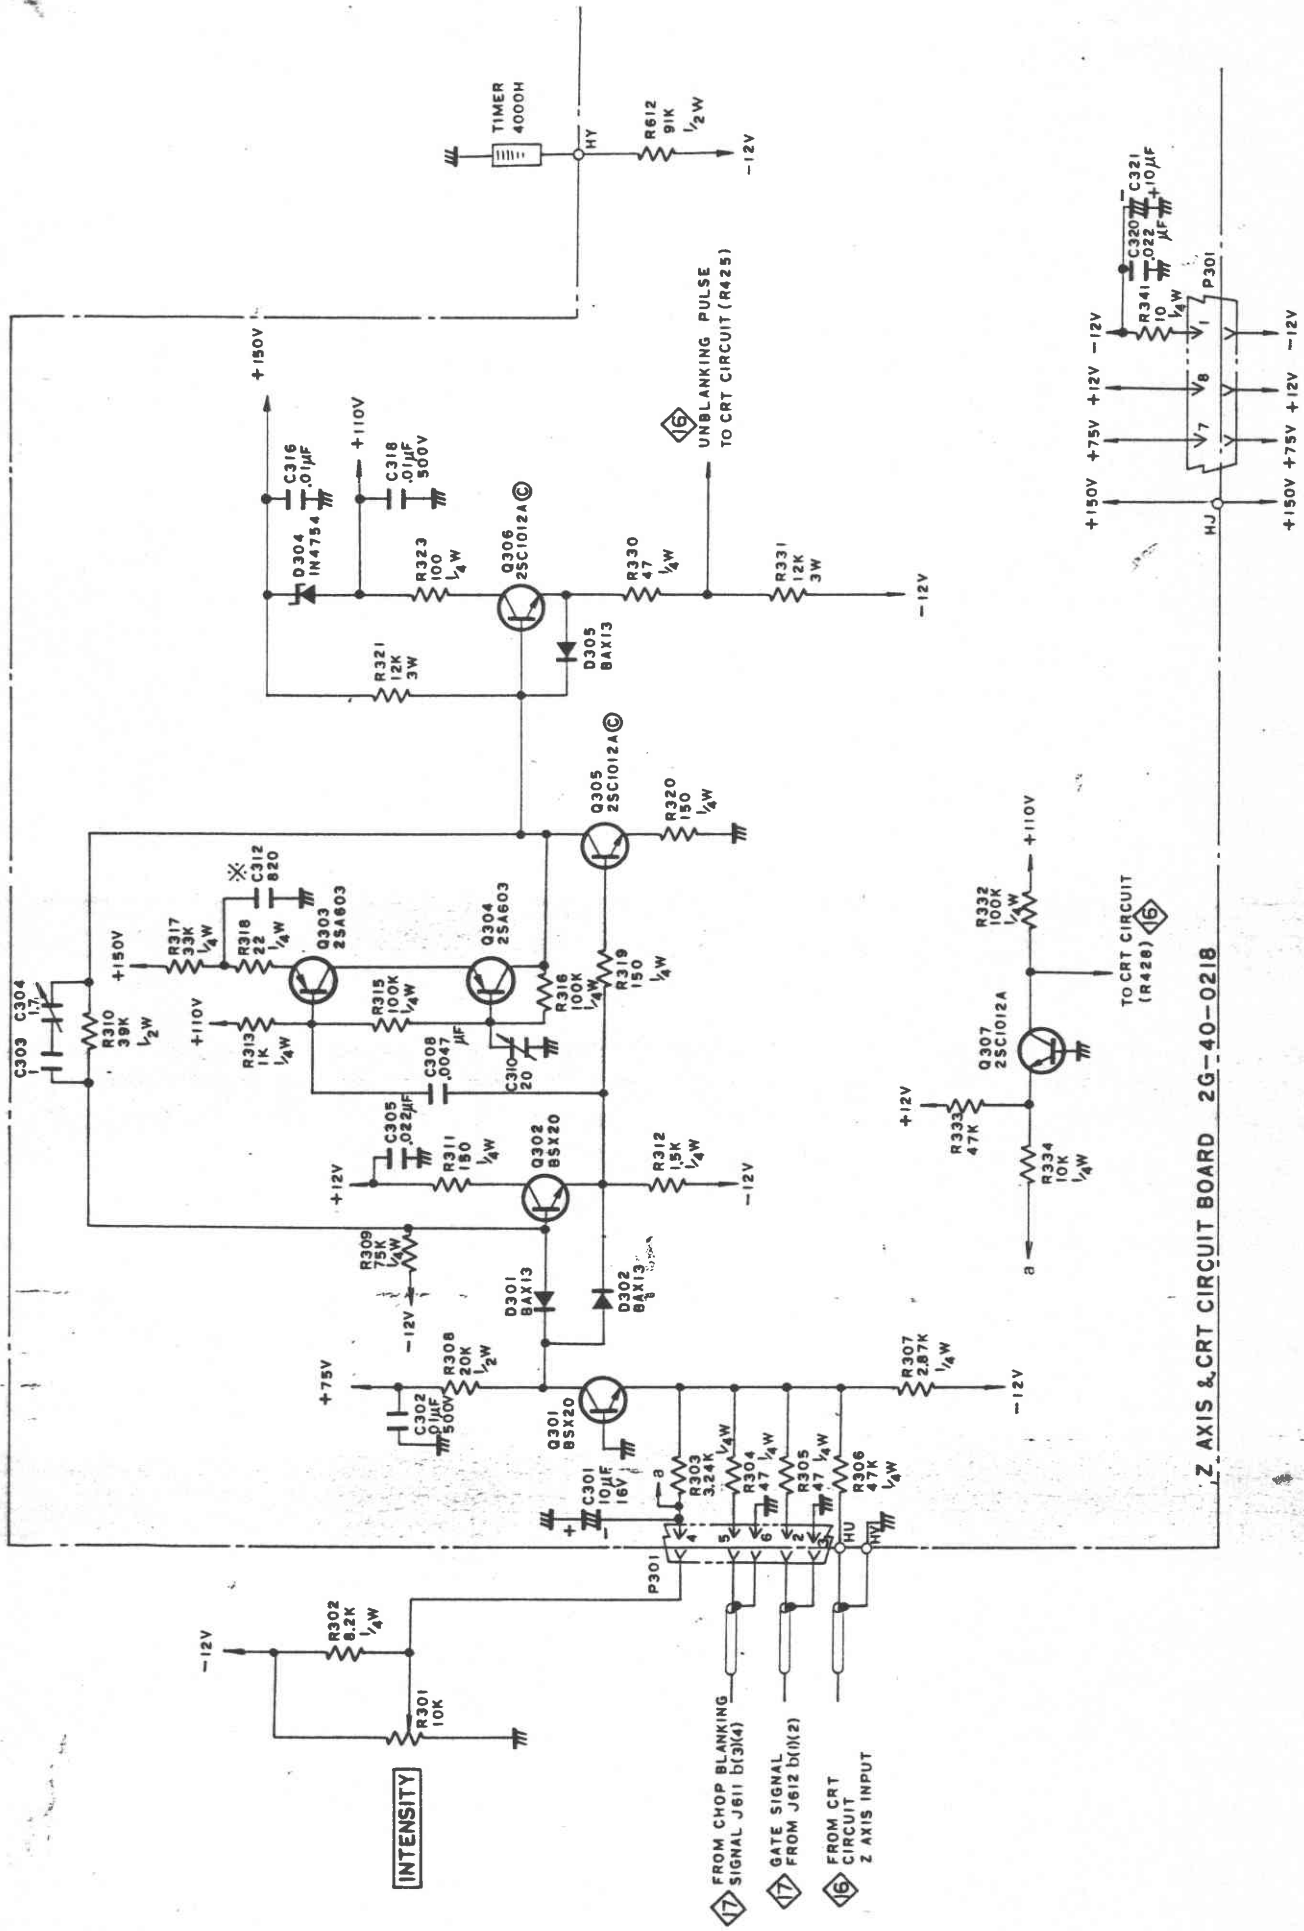 TIMER
4000H
HY
R612
91K
1/2W
-12V
+150V
C316
.01µF
D304
1N4754
+110V
C318
.01µF
500V
R323
100
1/4W
Q306
2SC1012A Ⓒ
R321
12K
3W
D305
BAX13
R330
47
1/4W
16
UNBLANKING PULSE
TO CRT CIRCUIT (R425)
R331
12K
3W
-12V
Q305
2SC1012A Ⓒ
R320
150
1/4W
C303
1
C304
1.7
R310
39K
1/2W
+150V
R317
33K
1/4W
※
C312
820
R318
22
1/4W
Q303
2SA603
+110V
R313
1K
1/4W
R315
100K
1/4W
Q304
2SA603
R316
100K
1/4W
R319
150
1/4W
C308
.0047
µF
C310
20
+12V
C305
.022µF
R311
150
1/4W
Q302
BSX20
R312
1.5K
1/4W
-12V
R309
75K
1/4W
-12V
D301
BAX13
D302
BAX13
+75V
C302
.01µF
500V
R308
20K
1/2W
Q301
BSX20
R307
2.87K
1/4W
-12V
C301
10µF
16V
+
-
a
R303
3.24K
1/4W
R304
47 1/4W
R305
47 1/4W
R306
47K
1/4W
P301
4
5
6
2
3
HU
HV
-12V
R302
8.2K
1/4W
R301
10K
INTENSITY
17
FROM CHOP BLANKING
SIGNAL J611 b(3)(4)
17
GATE SIGNAL
FROM J612 b(1)(2)
16
FROM CRT
CIRCUIT
Z AXIS INPUT
a
R334
10K
1/4W
+12V
R333
47K
Q307
2SC1012A
R332
100K
1/4W
+110V
TO CRT CIRCUIT
(R428)
16
+150V +75V +12V -12V
R341
10
1/4W
C320
.022
µF
-
C321
+10µF
P301
HJ
7
8
1
+150V +75V +12V -12V
Z AXIS & CRT CIRCUIT BOARD 2G-40-0218